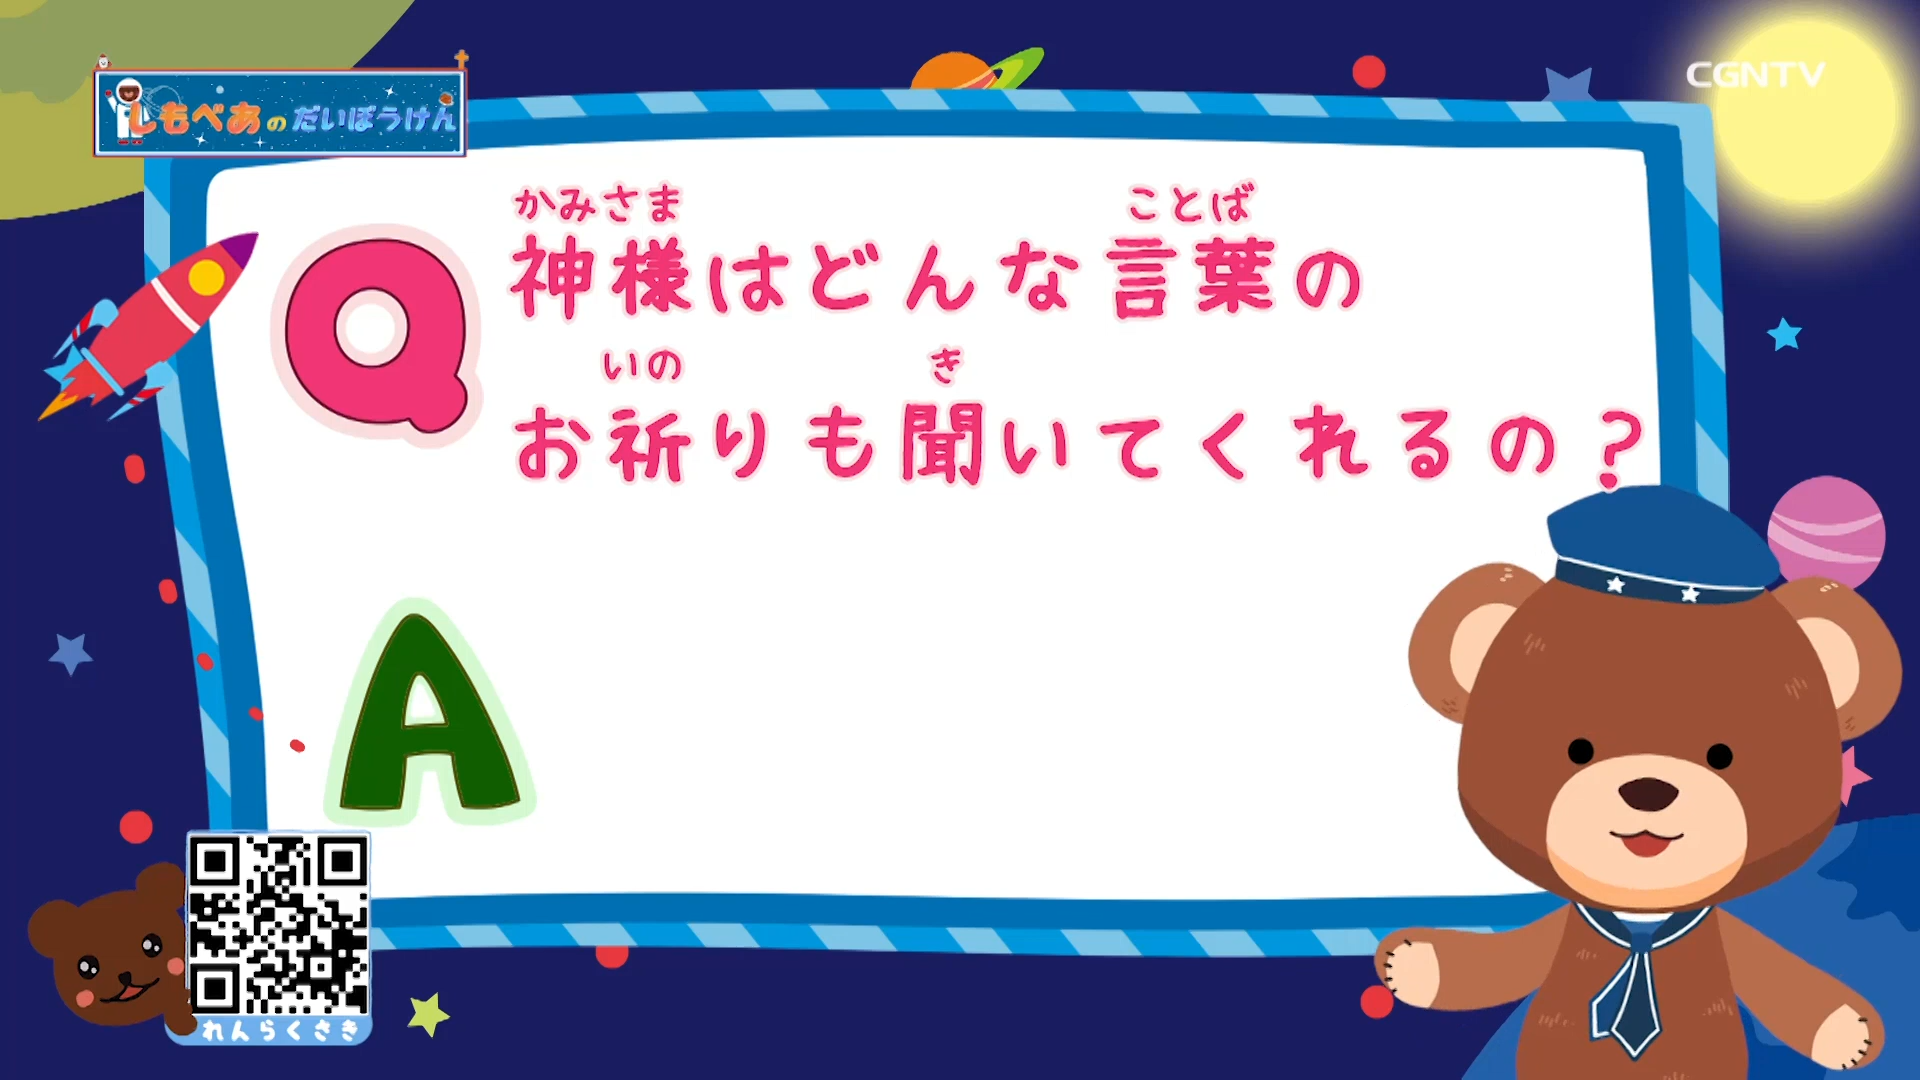 しもべあのだいぼうけん
CGNTV
かみさま ことば
Q 神様はどんな言葉の
いの き
お祈りも聞いてくれるの?
A
れんらくさき